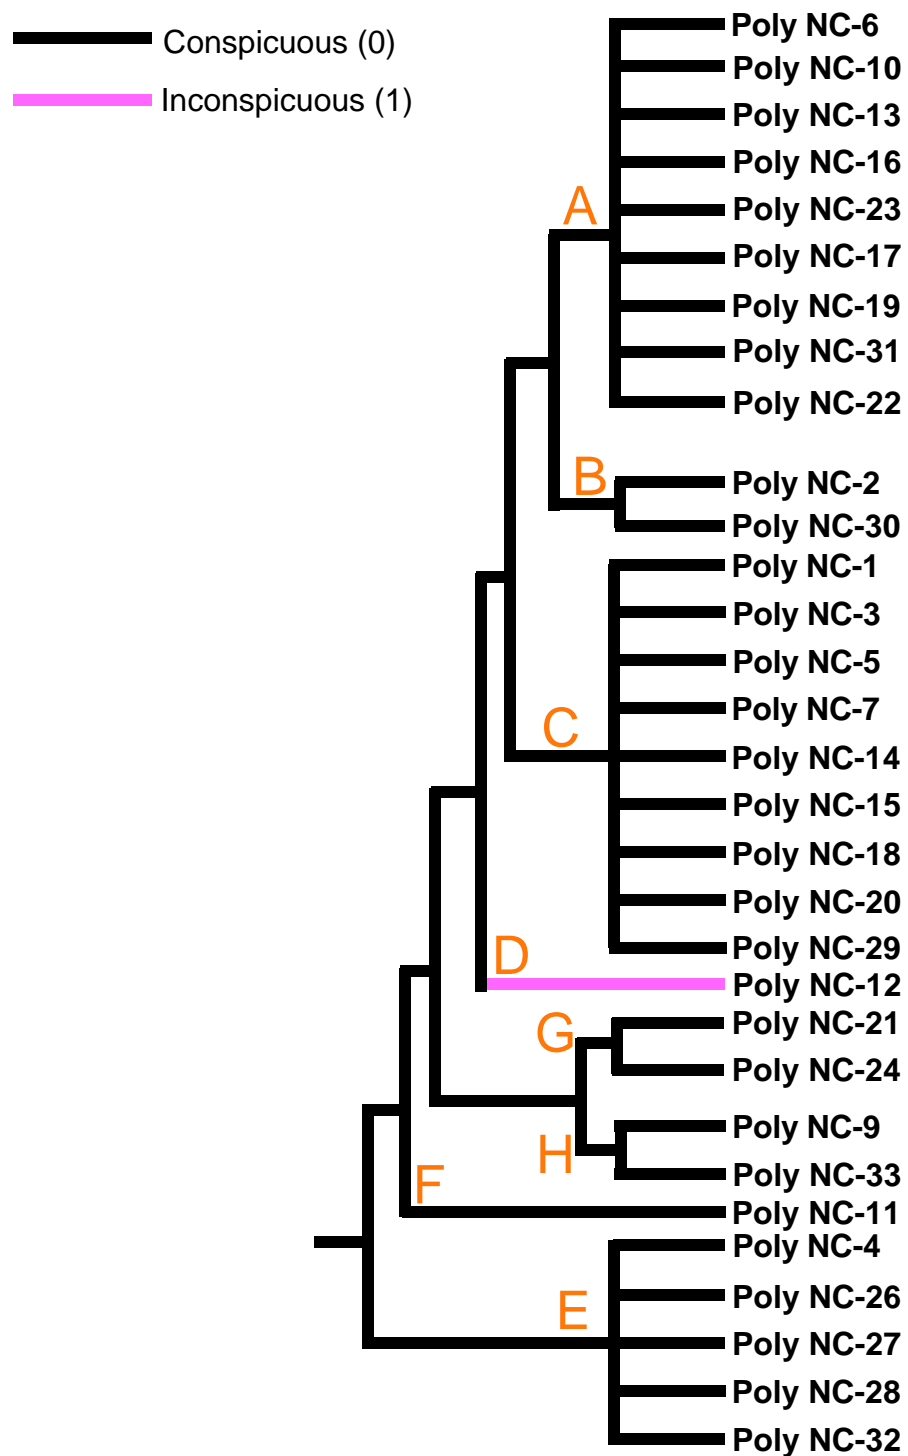 Conspicuous (0)
Inconspicuous (1)
Poly NC-6
Poly NC-10
Poly NC-13
Poly NC-16
A
Poly NC-23
Poly NC-17
Poly NC-19
Poly NC-31
Poly NC-22
B
Poly NC-2
Poly NC-30
Poly NC-1
Poly NC-3
Poly NC-5
Poly NC-7
C
Poly NC-14
Poly NC-15
Poly NC-18
Poly NC-20
Poly NC-29
D
Poly NC-12
G
Poly NC-21
Poly NC-24
Poly NC-9
H
Poly NC-33
F
Poly NC-11
Poly NC-4
Poly NC-26
E
Poly NC-27
Poly NC-28
Poly NC-32